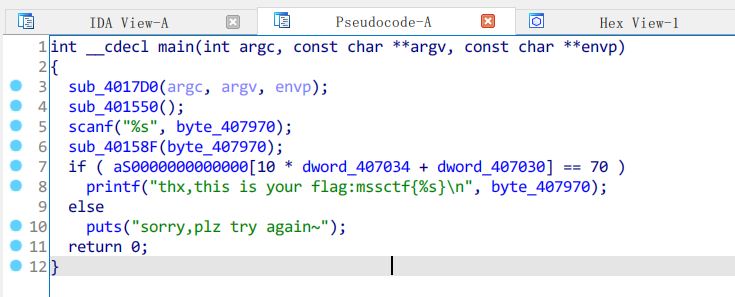 IDA View-A Pseudocode-A Hex View-1
1 int __cdecl main(int argc, const char **argv, const char **envp)
2 {
3 sub_4017D0(argc, argv, envp);
4 sub_401550();
5 scanf("%s", byte_407970);
6 sub_40158F(byte_407970);
7 if ( aS0000000000000[10 * dword_407034 + dword_407030] == 70 )
8 printf("thx,this is your flag:mssctf{%s}\n", byte_407970);
9 else
10 puts("sorry,plz try again~");
11 return 0;
12 }